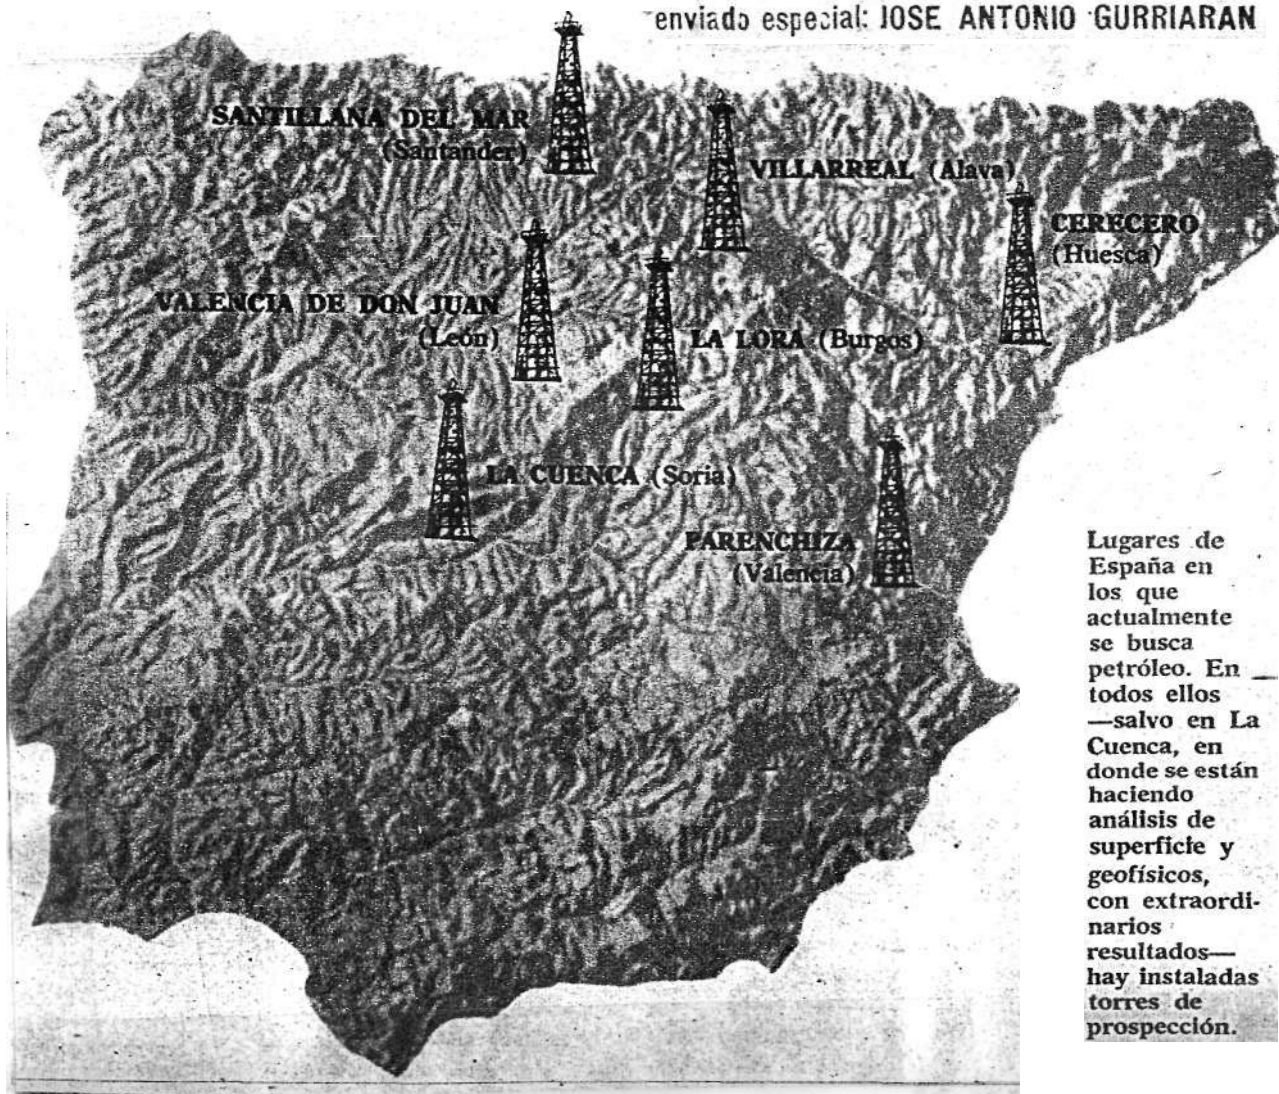 enviado especial: JOSE ANTONIO GURRIARAN
SANTILLANA DEL MAR
(Santander)
VILLARREAL (Alava)
CERECERO
(Huesca)
VALENCIA DE DON JUAN
(León)
LA LORA (Burgos)
LA CUENCA (Soria)
PARENCHIZA
(Valencia)
Lugares de
España en
los que
actualmente
se busca
petróleo. En
todos ellos
—salvo en La
Cuenca, en
donde se están
haciendo
análisis de
superficie y
geofísicos,
con extraordi-
narios
resultados—
hay instaladas
torres de
prospección.